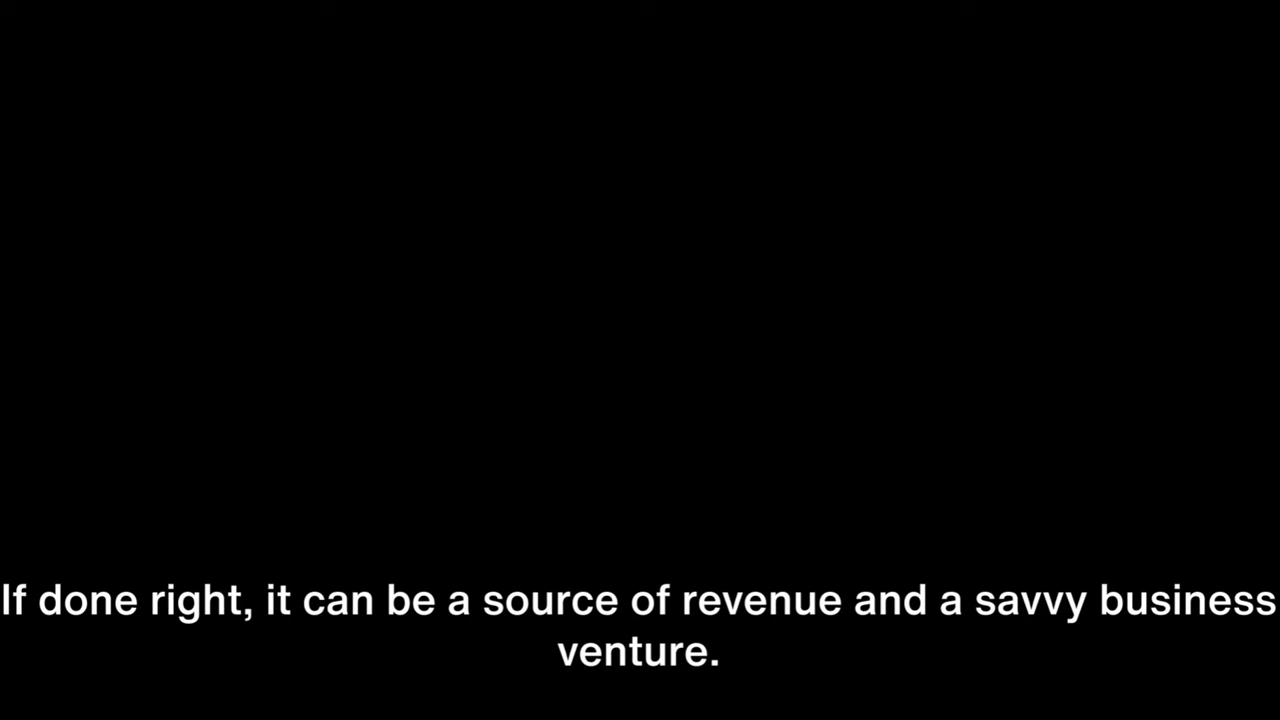 If done right, it can be a source of revenue and a savvy business
venture.